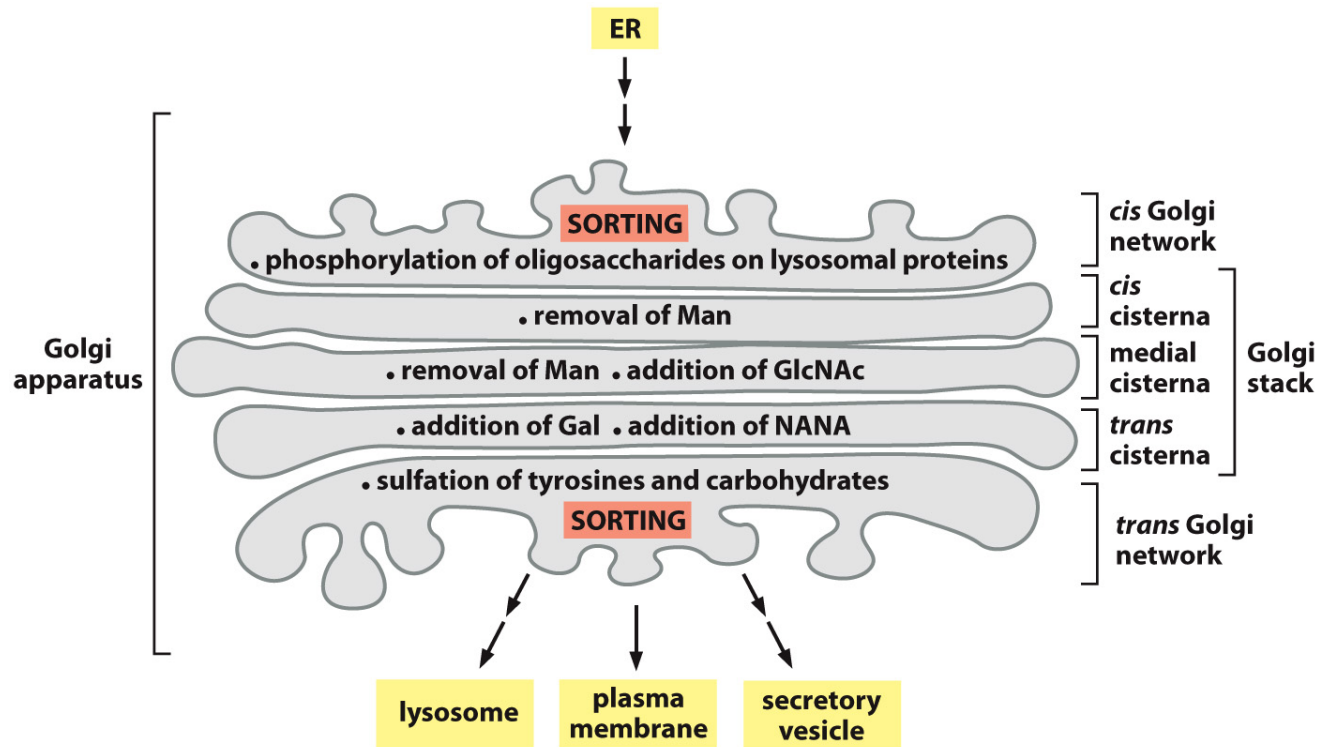 ER
SORTING
• phosphorylation of oligosaccharides on lysosomal proteins
cis Golgi
network
• removal of Man
cis
cisterna
Golgi
apparatus
• removal of Man • addition of GlcNAc
medial
cisterna
Golgi
stack
• addition of Gal • addition of NANA
trans
cisterna
• sulfation of tyrosines and carbohydrates
SORTING
trans Golgi
network
lysosome
plasma
membrane
secretory
vesicle